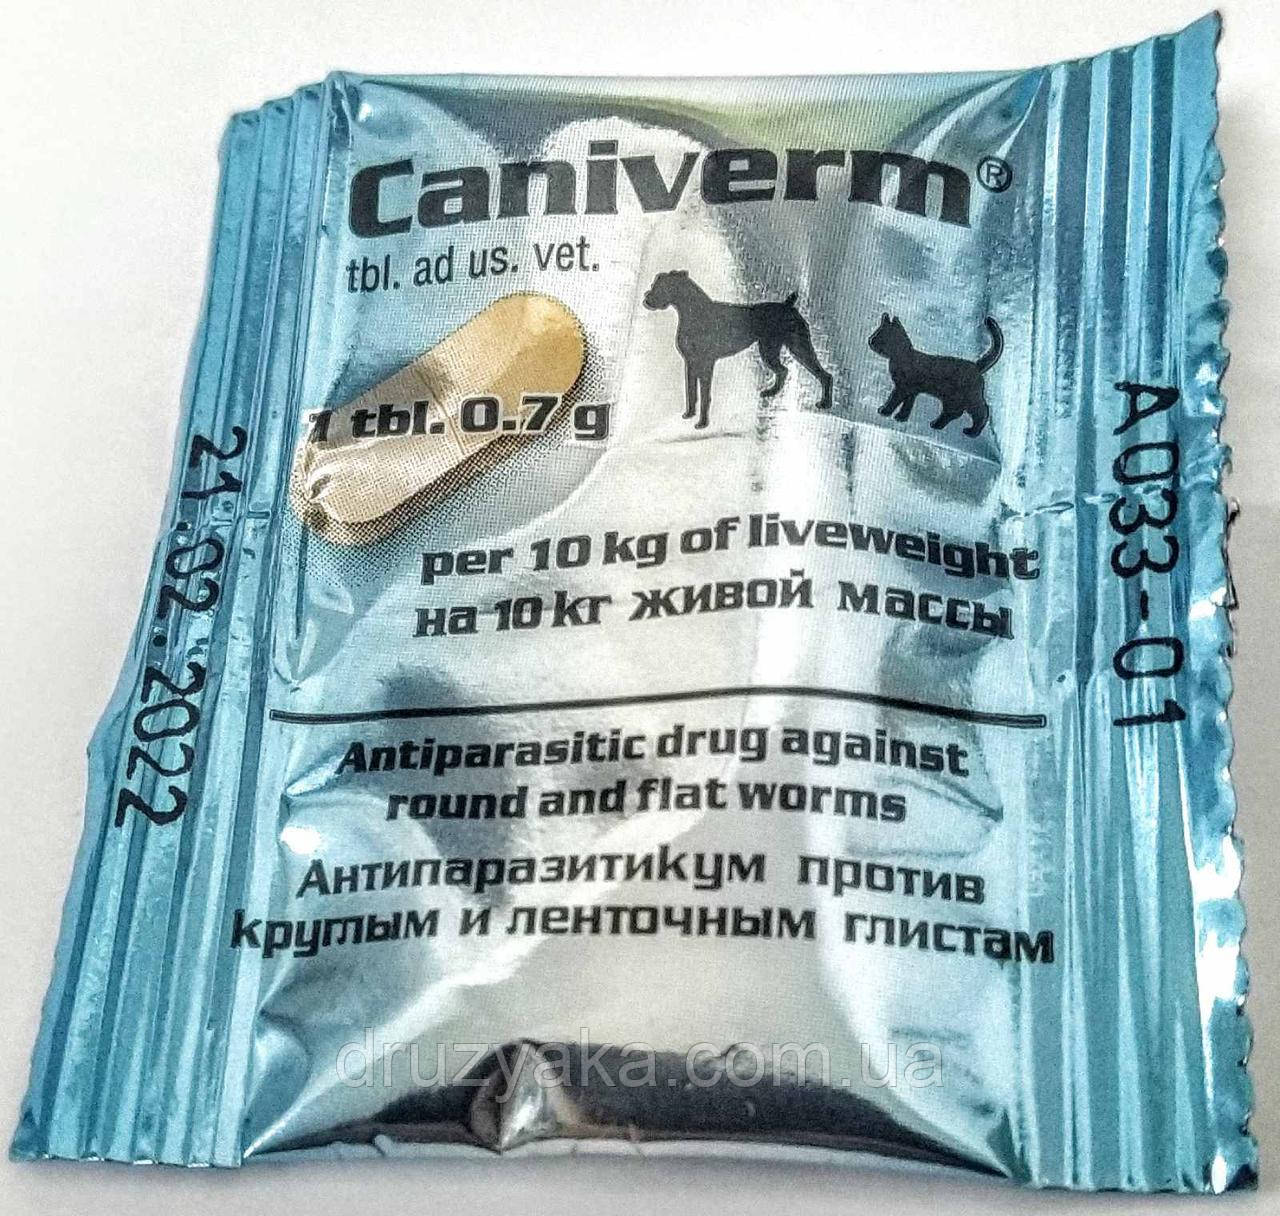 Caniverm®
tbl. ad us. vet.
1 tbl. 0.7 g
per 10 kg of liveweight
на 10 кг живой массы
Antiparasitic drug against
round and flat worms
Антипаразитикум против
круглым и ленточным глистам
21.02.2022
A033-01
druzyaka.com.ua